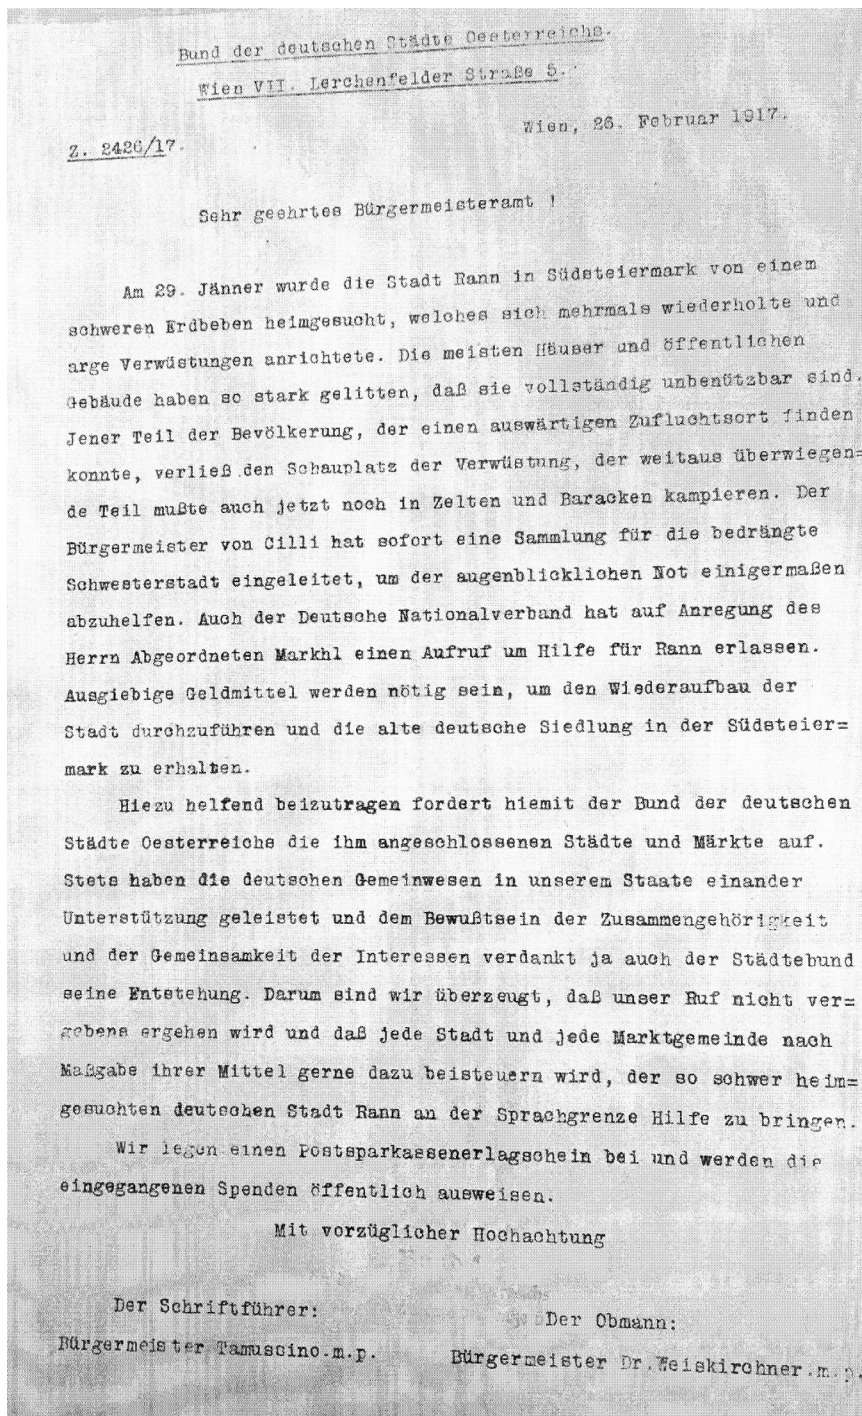 Bund der deutschen Städte Oesterreichs.
Wien VII. Lerchenfelder Straße 5.
Wien, 26. Februar 1917.
Z. 2426/17.
Sehr geehrtes Bürgermeisteramt !
Am 29. Jänner wurde die Stadt Rann in Südsteiermark von einem
schweren Erdbeben heimgesucht, welches sich mehrmals wiederholte und
arge Verwüstungen anrichtete. Die meisten Häuser und öffentlichen
Gebäude haben so stark gelitten, daß sie vollständig unbenützbar sind.
Jener Teil der Bevölkerung, der einen auswärtigen Zufluchtsort finden
konnte, verließ den Schauplatz der Verwüstung, der weitaus überwiegen=
de Teil mußte auch jetzt noch in Zelten und Baracken kampieren. Der
Bürgermeister von Cilli hat sofort eine Sammlung für die bedrängte
Schwesterstadt eingeleitet, um der augenblicklichen Not einigermaßen
abzuhelfen. Auch der Deutsche Nationalverband hat auf Anregung des
Herrn Abgeordneten Markhl einen Aufruf um Hilfe für Rann erlassen.
Ausgiebige Geldmittel werden nötig sein, um den Wiederaufbau der
Stadt durchzuführen und die alte deutsche Siedlung in der Südsteier=
mark zu erhalten.
Hiezu helfend beizutragen fordert hiemit der Bund der deutschen
Städte Oesterreichs die ihm angeschlossenen Städte und Märkte auf.
Stets haben die deutschen Gemeinwesen in unserem Staate einander
Unterstützung geleistet und dem Bewußtsein der Zusammengehörigkeit
und der Gemeinsamkeit der Interessen verdankt ja auch der Städtebund
seine Entstehung. Darum sind wir überzeugt, daß unser Ruf nicht ver=
gebens ergehen wird und daß jede Stadt und jede Marktgemeinde nach
Maßgabe ihrer Mittel gerne dazu beisteuern wird, der so schwer heim=
gesuchten deutschen Stadt Rann an der Sprachgrenze Hilfe zu bringen.
Wir legen einen Postsparkassenerlagschein bei und werden die
eingegangenen Spenden öffentlich ausweisen.
Mit vorzüglicher Hochachtung
Der Schriftführer:
Der Obmann:
Bürgermeister Tamussino.m.p.
Bürgermeister Dr.Weiskirchner.m.p.